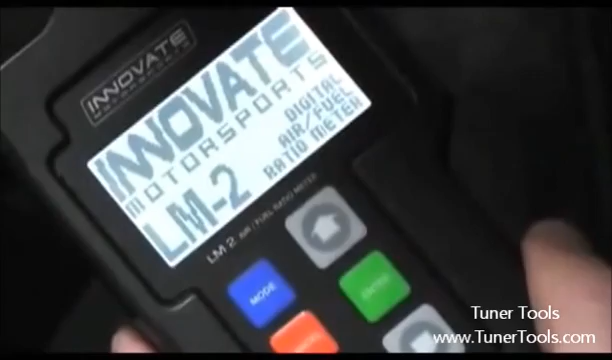 INNOVATE
MOTORSPORTS
INNOVATE
MOTORSPORTS
DIGITAL
AIR/FUEL
RATIO METER
LM-2
LM 2 AIR / FUEL RATIO METER
MODE
ENTER
Tuner Tools
www.TunerTools.com